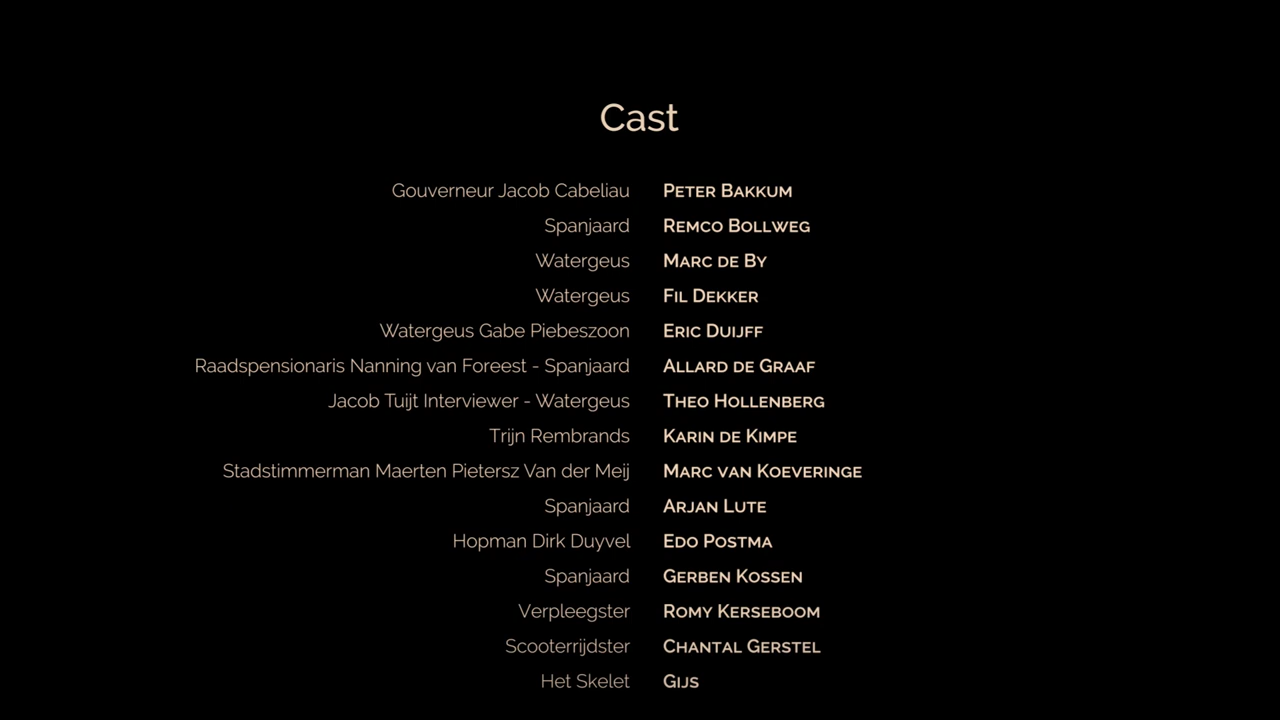 Cast
Gouverneur Jacob Cabeliau Peter Bakkum
Spanjaard Remco Bollweg
Watergeus Marc de By
Watergeus Fil Dekker
Watergeus Gabe Piebeszoon Eric Duijff
Raadspensionaris Nanning van Foreest - Spanjaard Allard de Graaf
Jacob Tuijt Interviewer - Watergeus Theo Hollenberg
Trijn Rembrands Karin de Kimpe
Stadstimmerman Maerten Pietersz Van der Meij Marc van Koeveringe
Spanjaard Arjan Lute
Hopman Dirk Duyvel Edo Postma
Spanjaard Gerben Kossen
Verpleegster Romy Kerseboom
Scooterrijdster Chantal Gerstel
Het Skelet Gijs